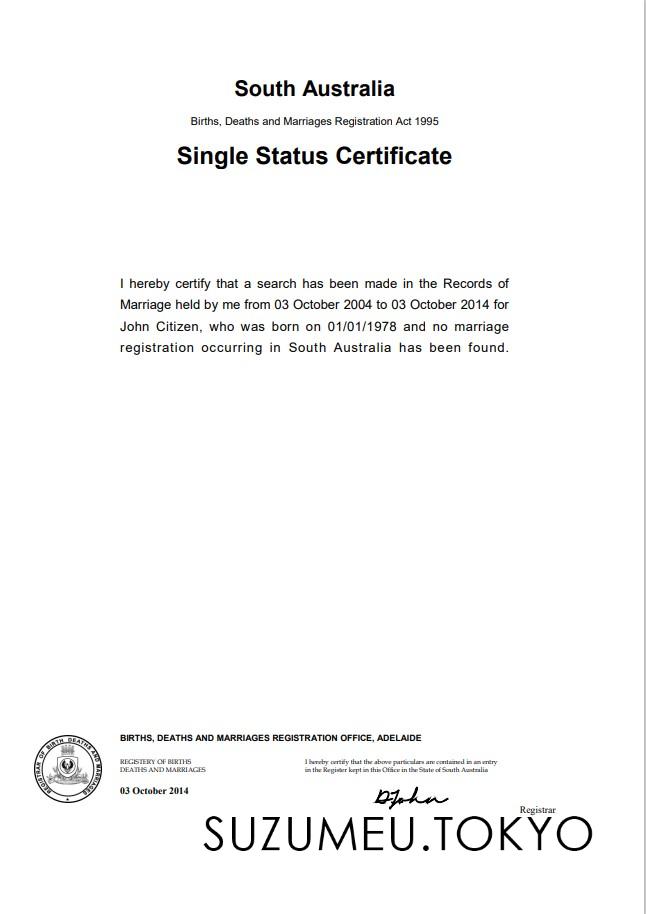 South Australia
Births, Deaths and Marriages Registration Act 1995
Single Status Certificate
I hereby certify that a search has been made in the Records of
Marriage held by me from 03 October 2004 to 03 October 2014 for
John Citizen, who was born on 01/01/1978 and no marriage
registration occurring in South Australia has been found.
REGISTRAR OF BIRTH DEATHS AND MARRIAGES
BIRTHS, DEATHS AND MARRIAGES REGISTRATION OFFICE, ADELAIDE
REGISTERY OF BIRTHS
DEATHS AND MARRIAGES
I hereby certify that the above particulars are contained in an entry
in the Register kept in this Office in the State of South Australia
03 October 2014
DJohn
Registrar
SUZUMEU.TOKYO